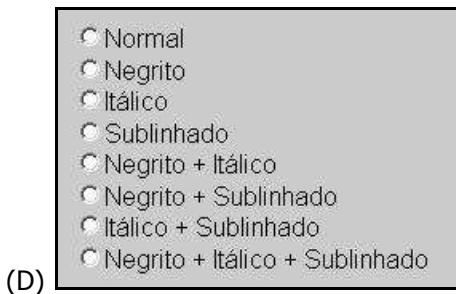 Normal
Negrito
Itálico
Sublinhado
Negrito + Itálico
Negrito + Sublinhado
Itálico + Sublinhado
Negrito + Itálico + Sublinhado
(D)